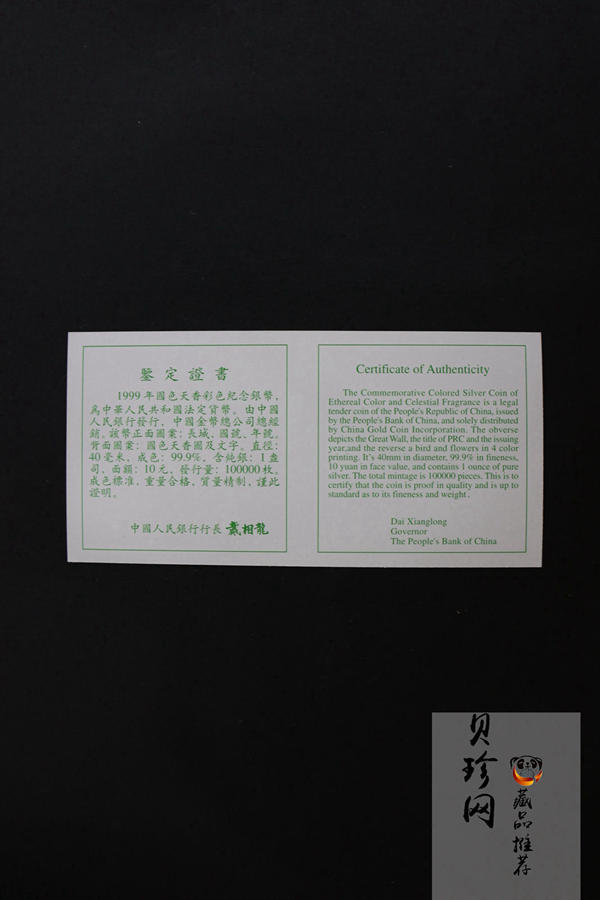 鑒定證書
1999年國色天香彩色紀念銀幣,
為中華人民共和國法定貨幣。由中國
人民銀行發行，中國金幣總公司總經
銷。該幣正面圖案：長城、國號、年號。
背面圖案：國色天香圖及文字。直徑：
40毫米，成色：99.9%，含純銀：1盎
司，面額：10元，發行量：100000枚。
成色標准，重量合格，質量精制，謹此
證明。
中國人民銀行行長 戴相龍
Certificate of Authenticity
The Commemorative Colored Silver Coin of
Ethereal Color and Celestial Fragrance is a legal
tender coin of the People's Republic of China, issued
by the People's Bank of China, and solely distributed
by China Gold Coin Incorporation. The obverse
depicts the Great Wall, the title of PRC and the issuing
year,and the reverse a bird and flowers in 4 color
printing. It's 40mm in diameter, 99.9% in fineness,
10 yuan in face value, and contains 1 ounce of pure
silver. The total mintage is 100000 pieces. This is to
certify that the coin is proof in quality and is up to
standard as to its fineness and weight.
Dai Xianglong
Governor
The People's Bank of China
贝珍网
藏品推荐